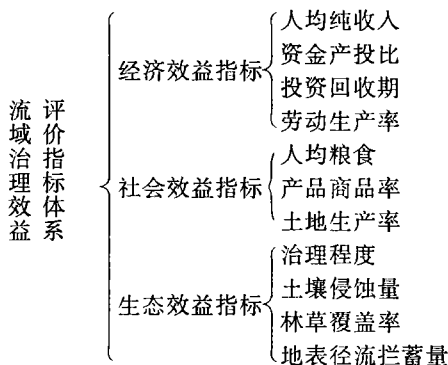 流域治理效益
评价指标体系
经济效益指标
人均纯收入
资金产投比
投资回收期
劳动生产率
社会效益指标
人均粮食
产品商品率
土地生产率
生态效益指标
治理程度
土壤侵蚀量
林草覆盖率
地表径流拦蓄量